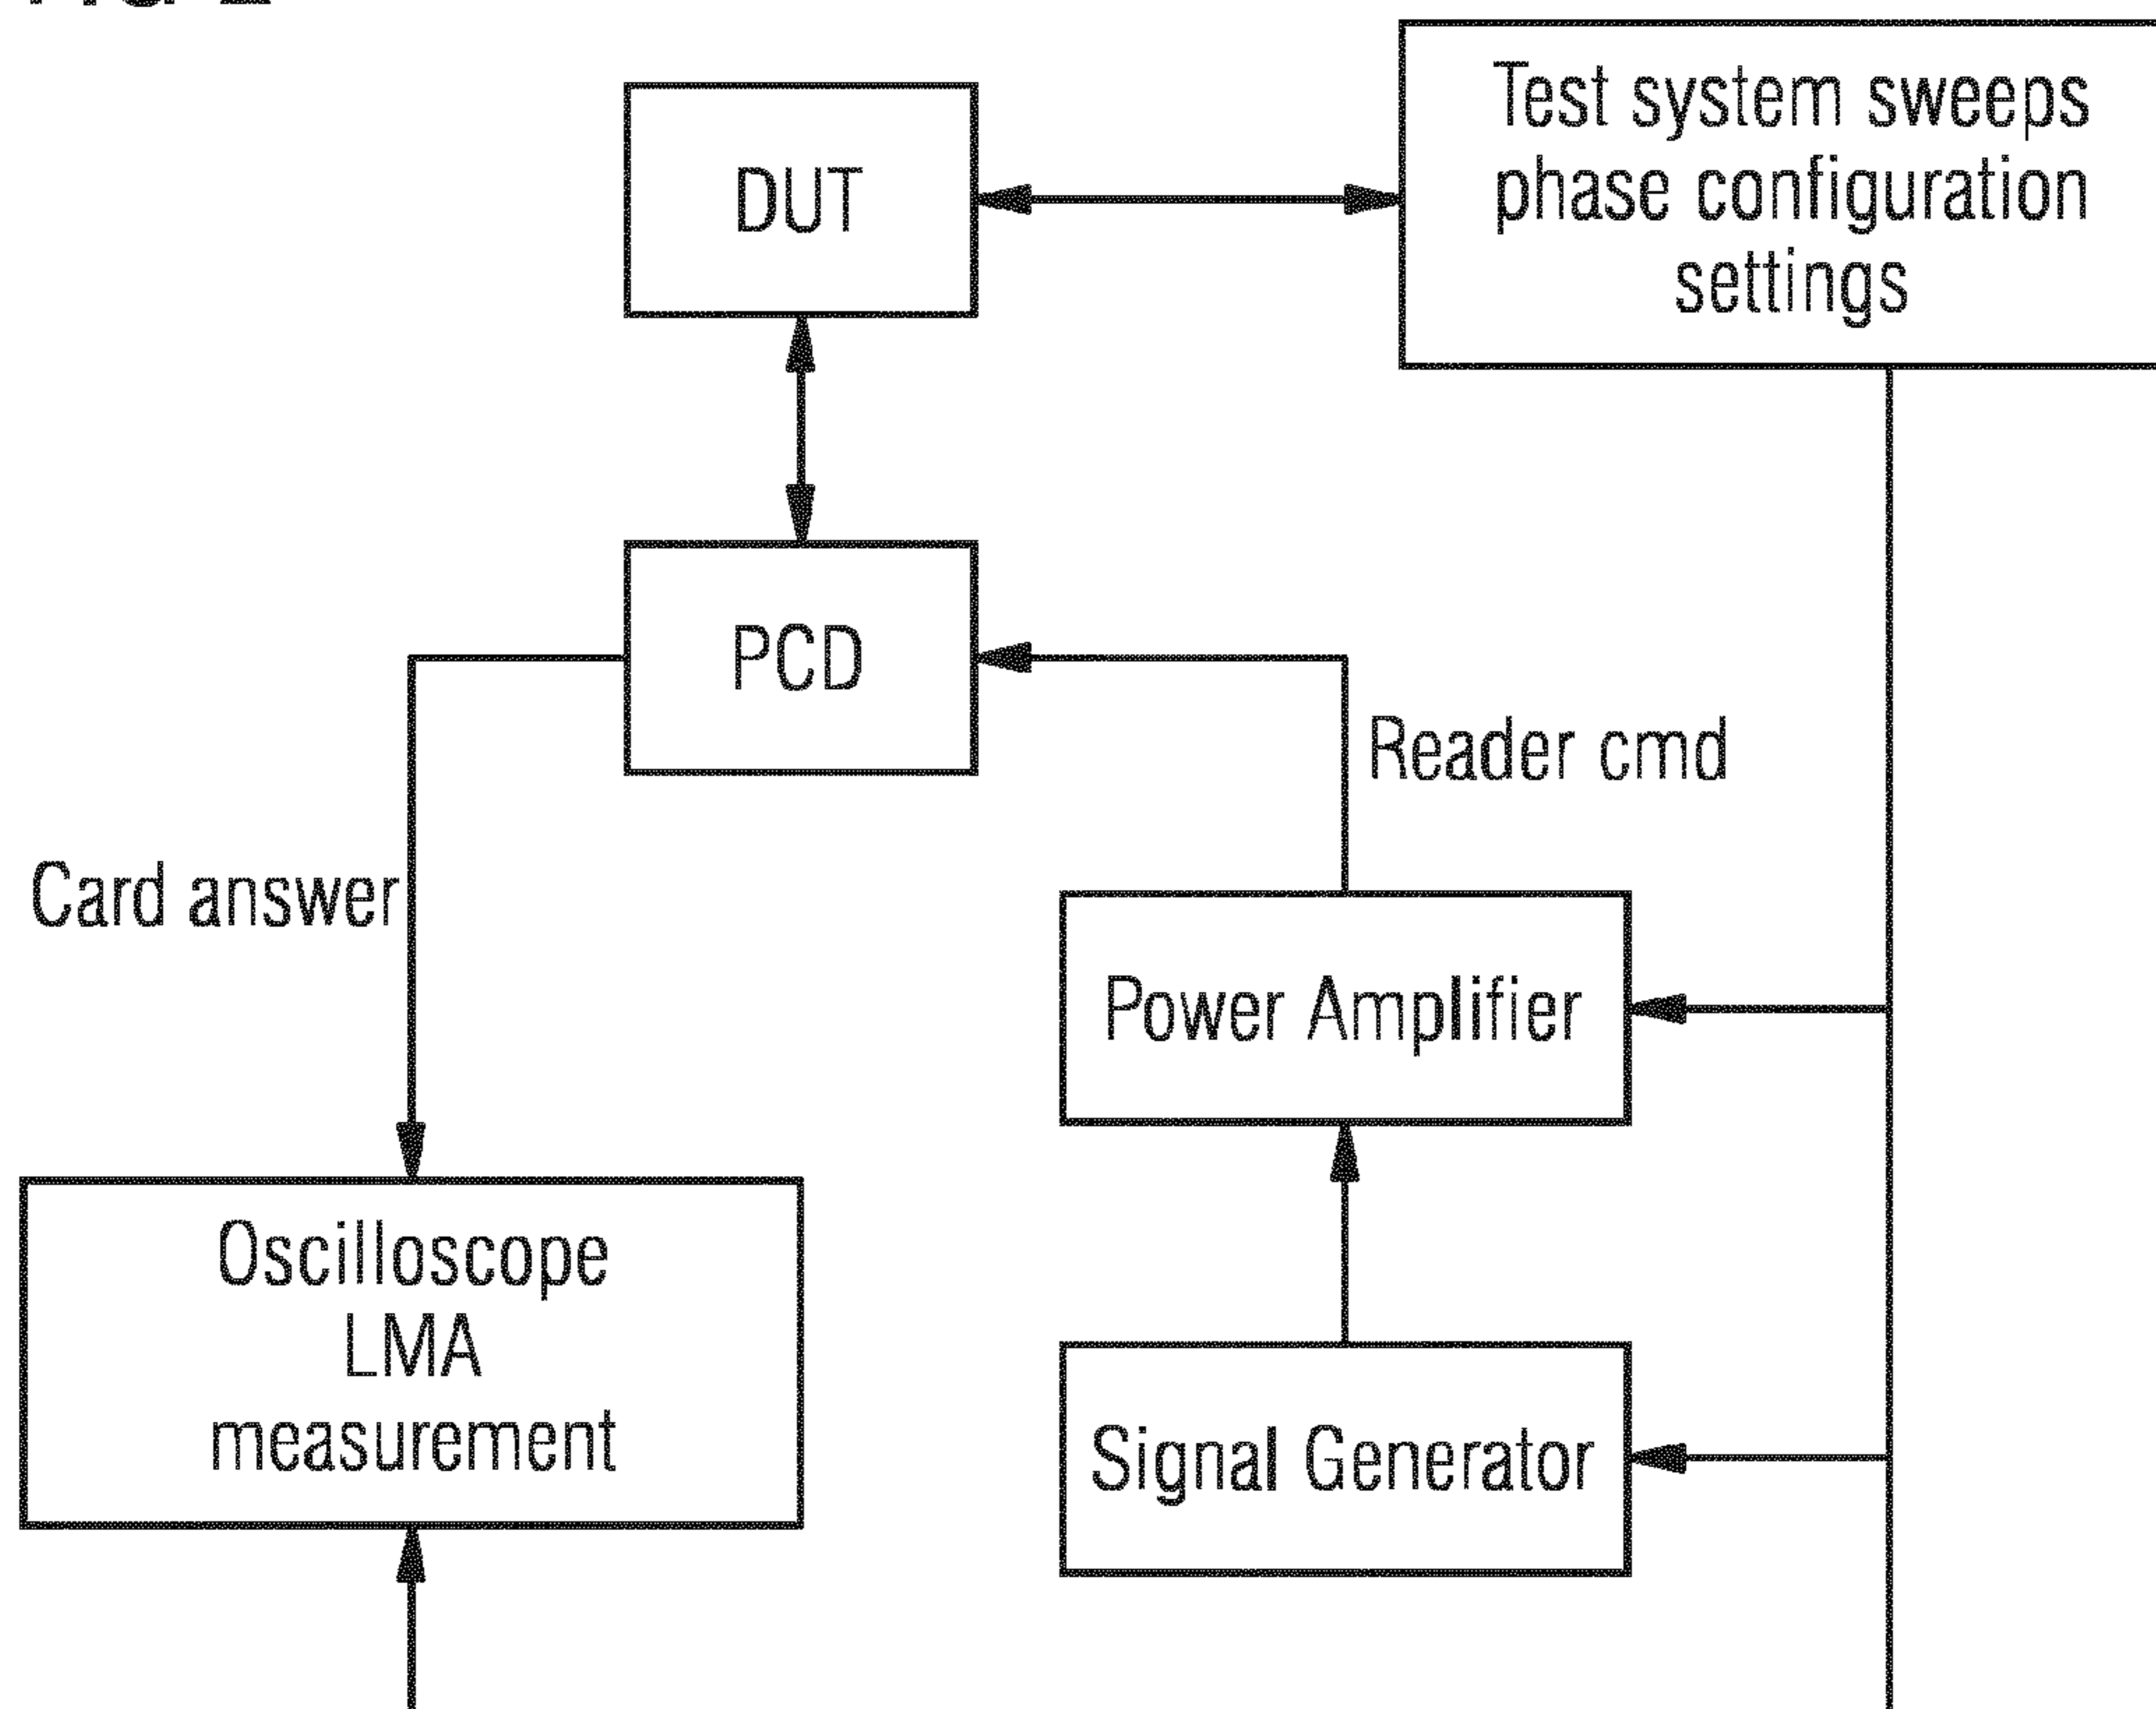 DUT
Test system sweeps
phase configuration
settings
PCD
Reader cmd
Card answer
Power Amplifier
Oscilloscope
LMA
measurement
Signal Generator